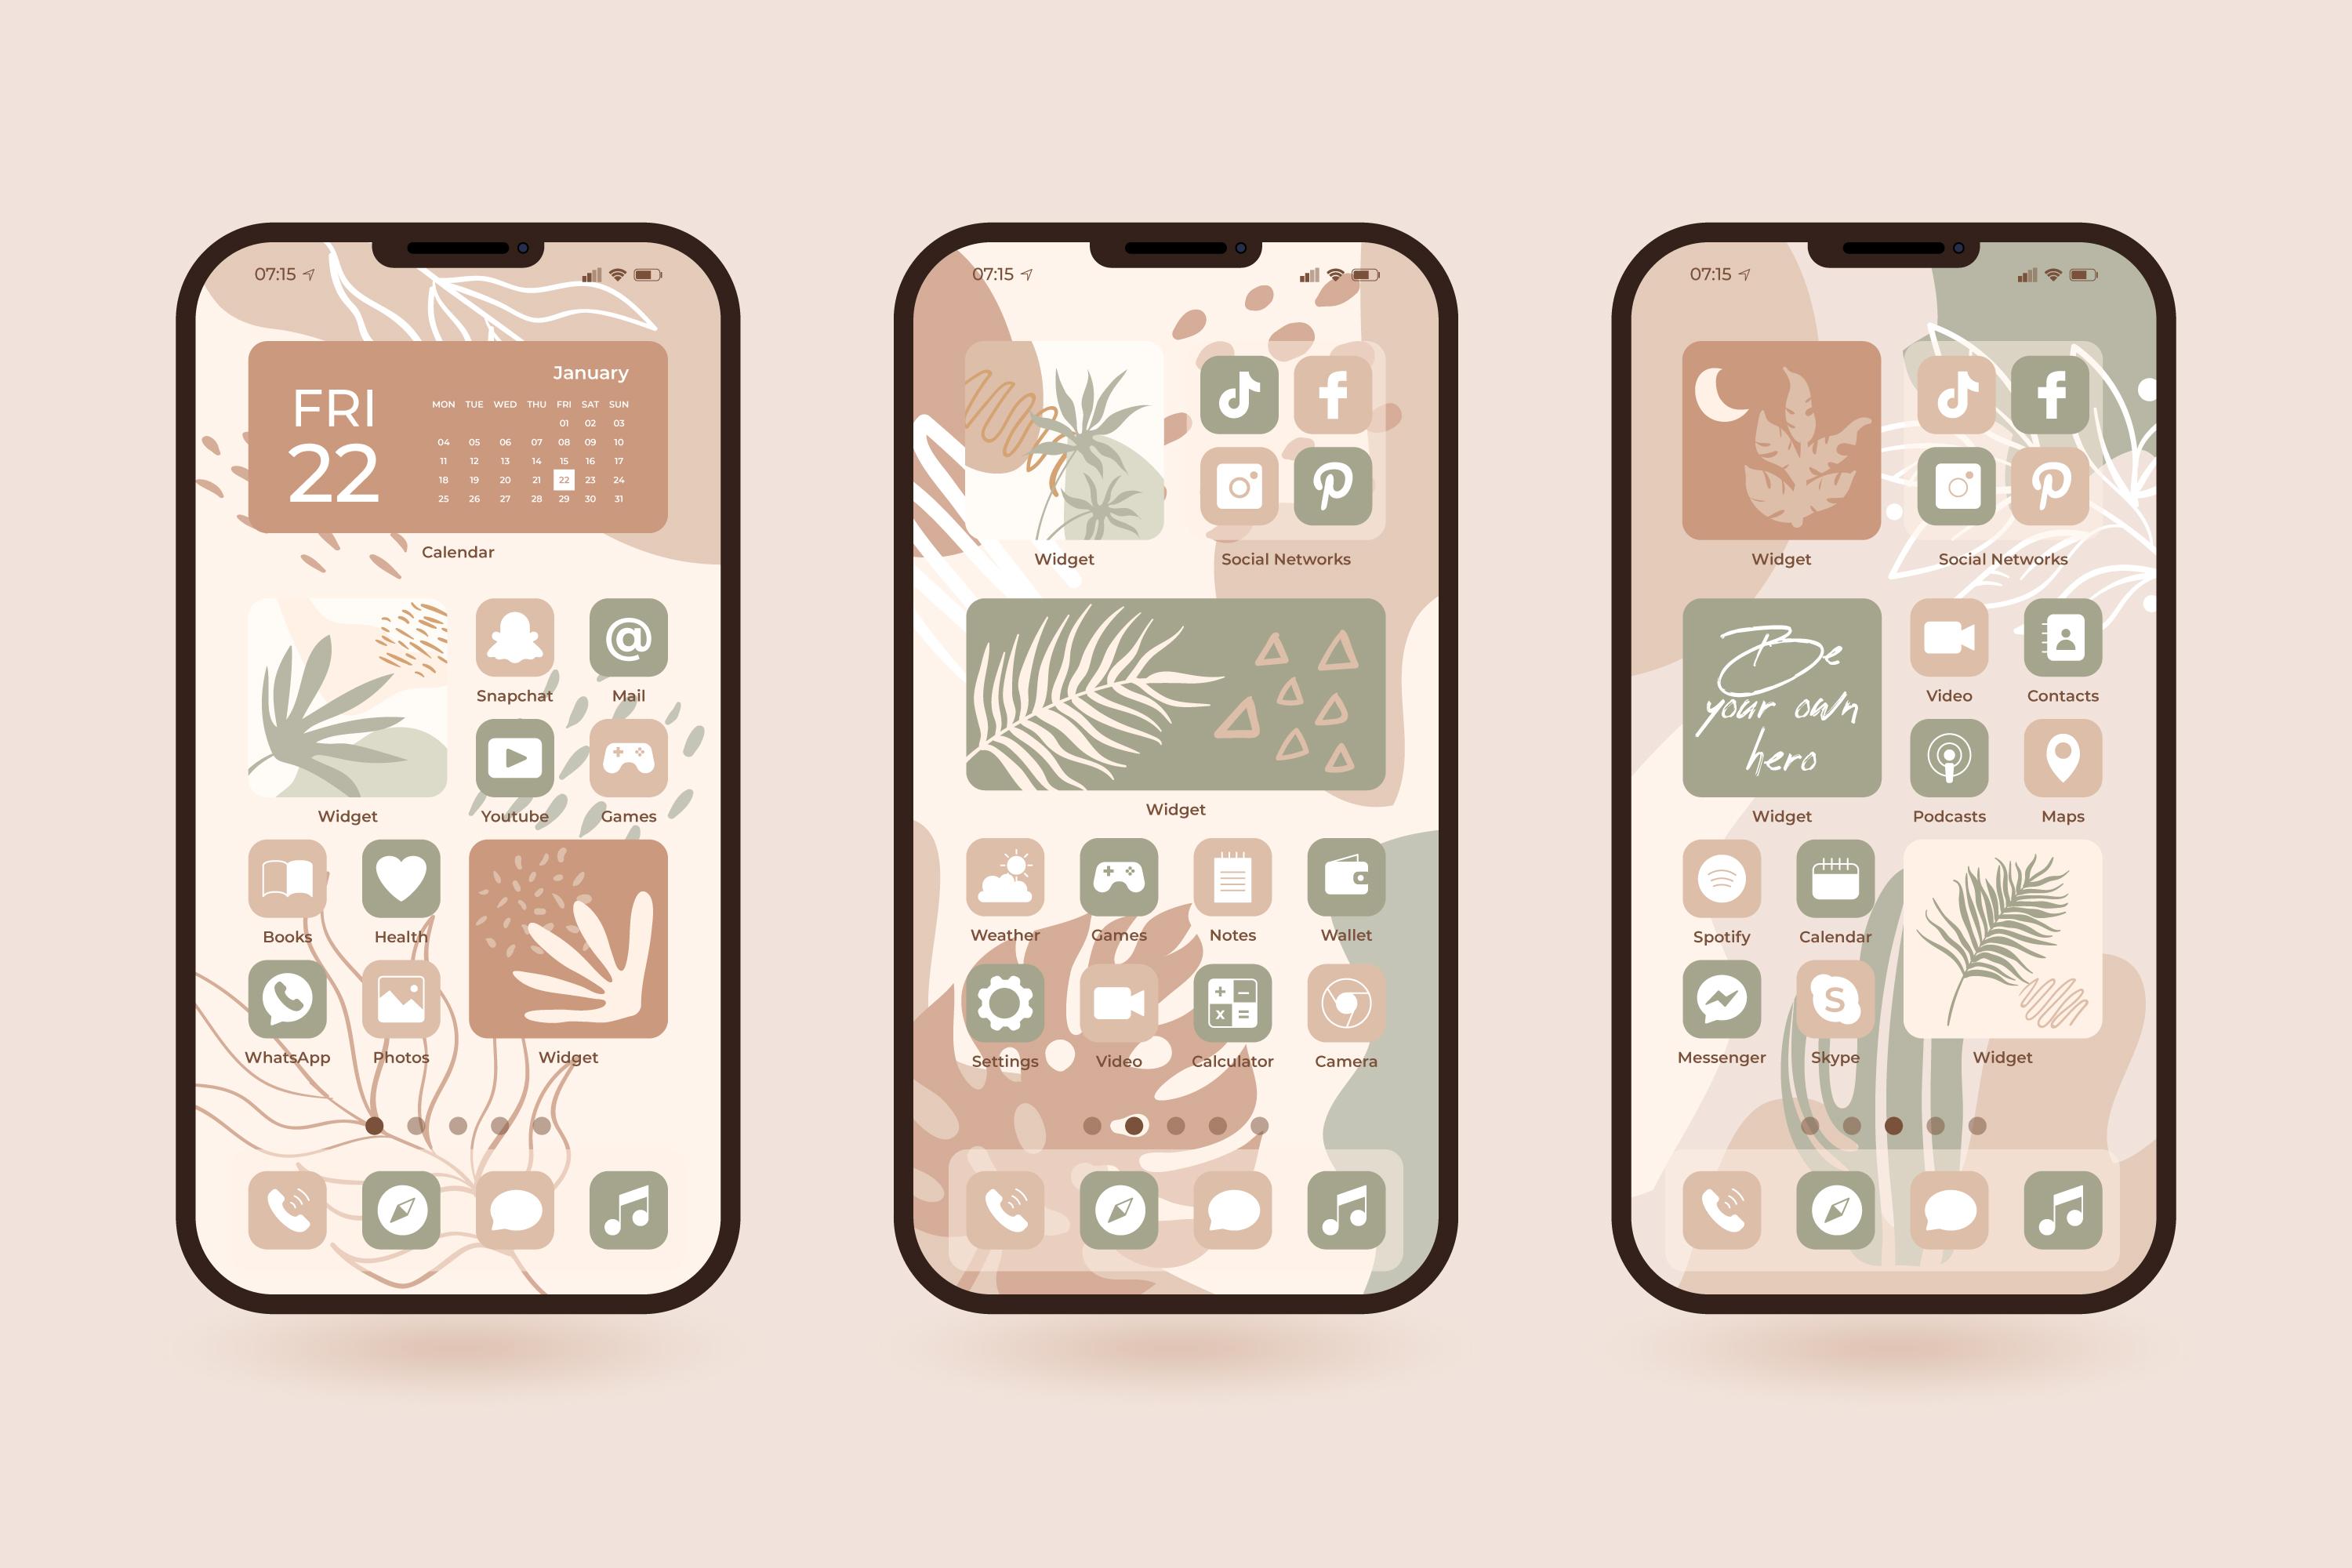 07:15
January
FRI
22
MON TUE WED THU FRI SAT SUN
01 02 03
04 05 06 07 08 09 10
11 12 13 14 15 16 17
18 19 20 21 22 23 24
25 26 27 28 29 30 31
Calendar
Snapchat Mail
Widget Youtube Games
Books Health
WhatsApp Photos Widget
07:15
Widget Social Networks
Widget
Weather Games Notes Wallet
Settings Video Calculator Camera
07:15
Widget Social Networks
Be
your own
hero
Video Contacts
Widget Podcasts Maps
Spotify Calendar
Messenger Skype Widget